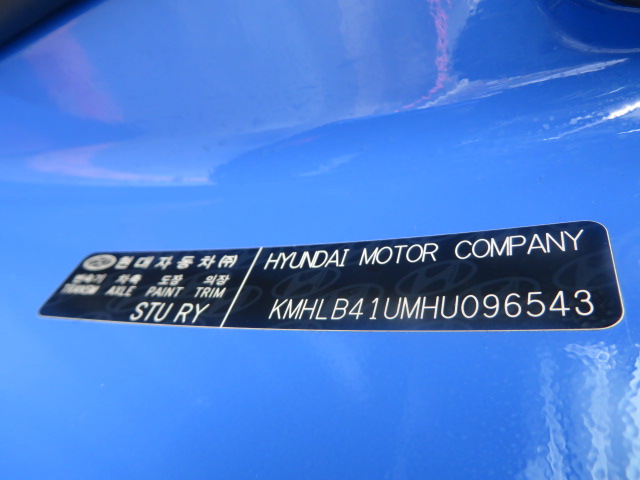 현대자동차(주)
변속기 차축 도장 의장
TRANSM AXLE PAINT TRIM
STU RY
HYUNDAI MOTOR COMPANY
KMHLB41UMHU096543